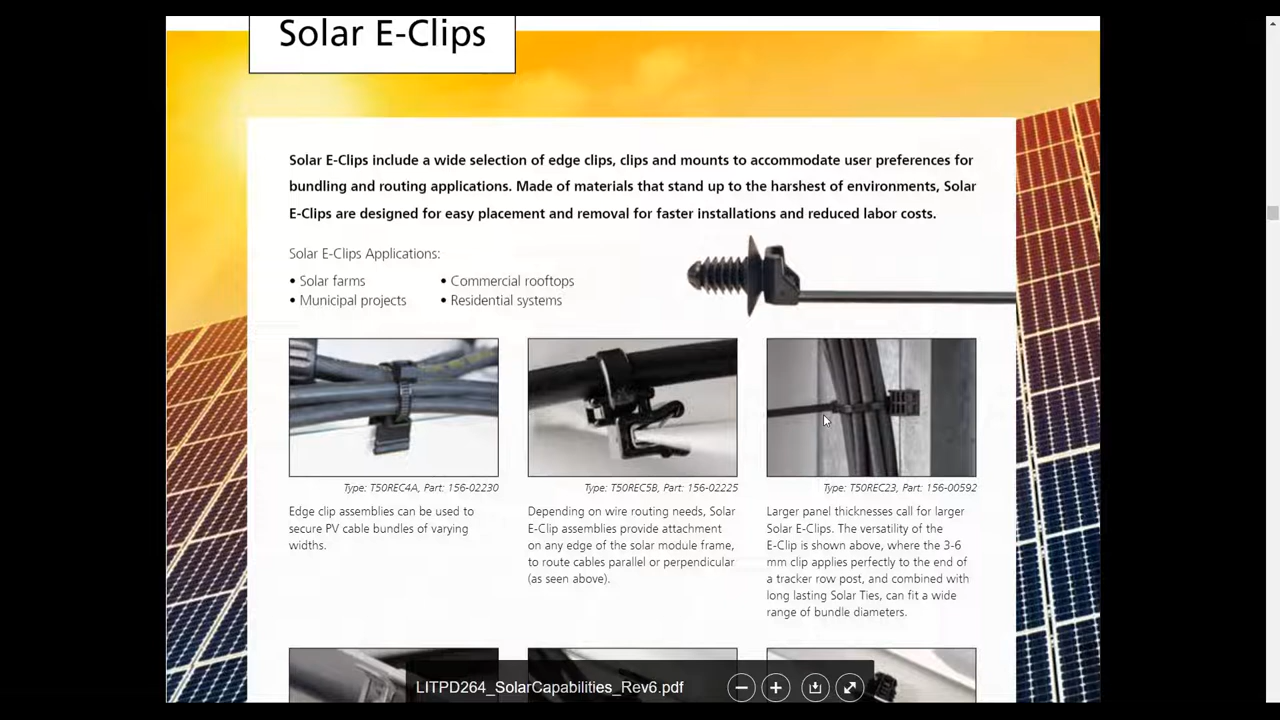 Solar E-Clips
Solar E-Clips include a wide selection of edge clips, clips and mounts to accommodate user preferences for
bundling and routing applications. Made of materials that stand up to the harshest of environments, Solar
E-Clips are designed for easy placement and removal for faster installations and reduced labor costs.
Solar E-Clips Applications:
• Solar farms
• Municipal projects
• Commercial rooftops
• Residential systems
Type: T50REC4A, Part: 156-02230
Edge clip assemblies can be used to
secure PV cable bundles of varying
widths.
Type: T50REC5B, Part: 156-02225
Depending on wire routing needs, Solar
E-Clip assemblies provide attachment
on any edge of the solar module frame,
to route cables parallel or perpendicular
(as seen above).
Type: T50REC23, Part: 156-00592
Larger panel thicknesses call for larger
Solar E-Clips. The versatility of the
E-Clip is shown above, where the 3-6
mm clip applies perfectly to the end of
a tracker row post, and combined with
long lasting Solar Ties, can fit a wide
range of bundle diameters.
LITPD264_SolarCapabilities_Rev6.pdf